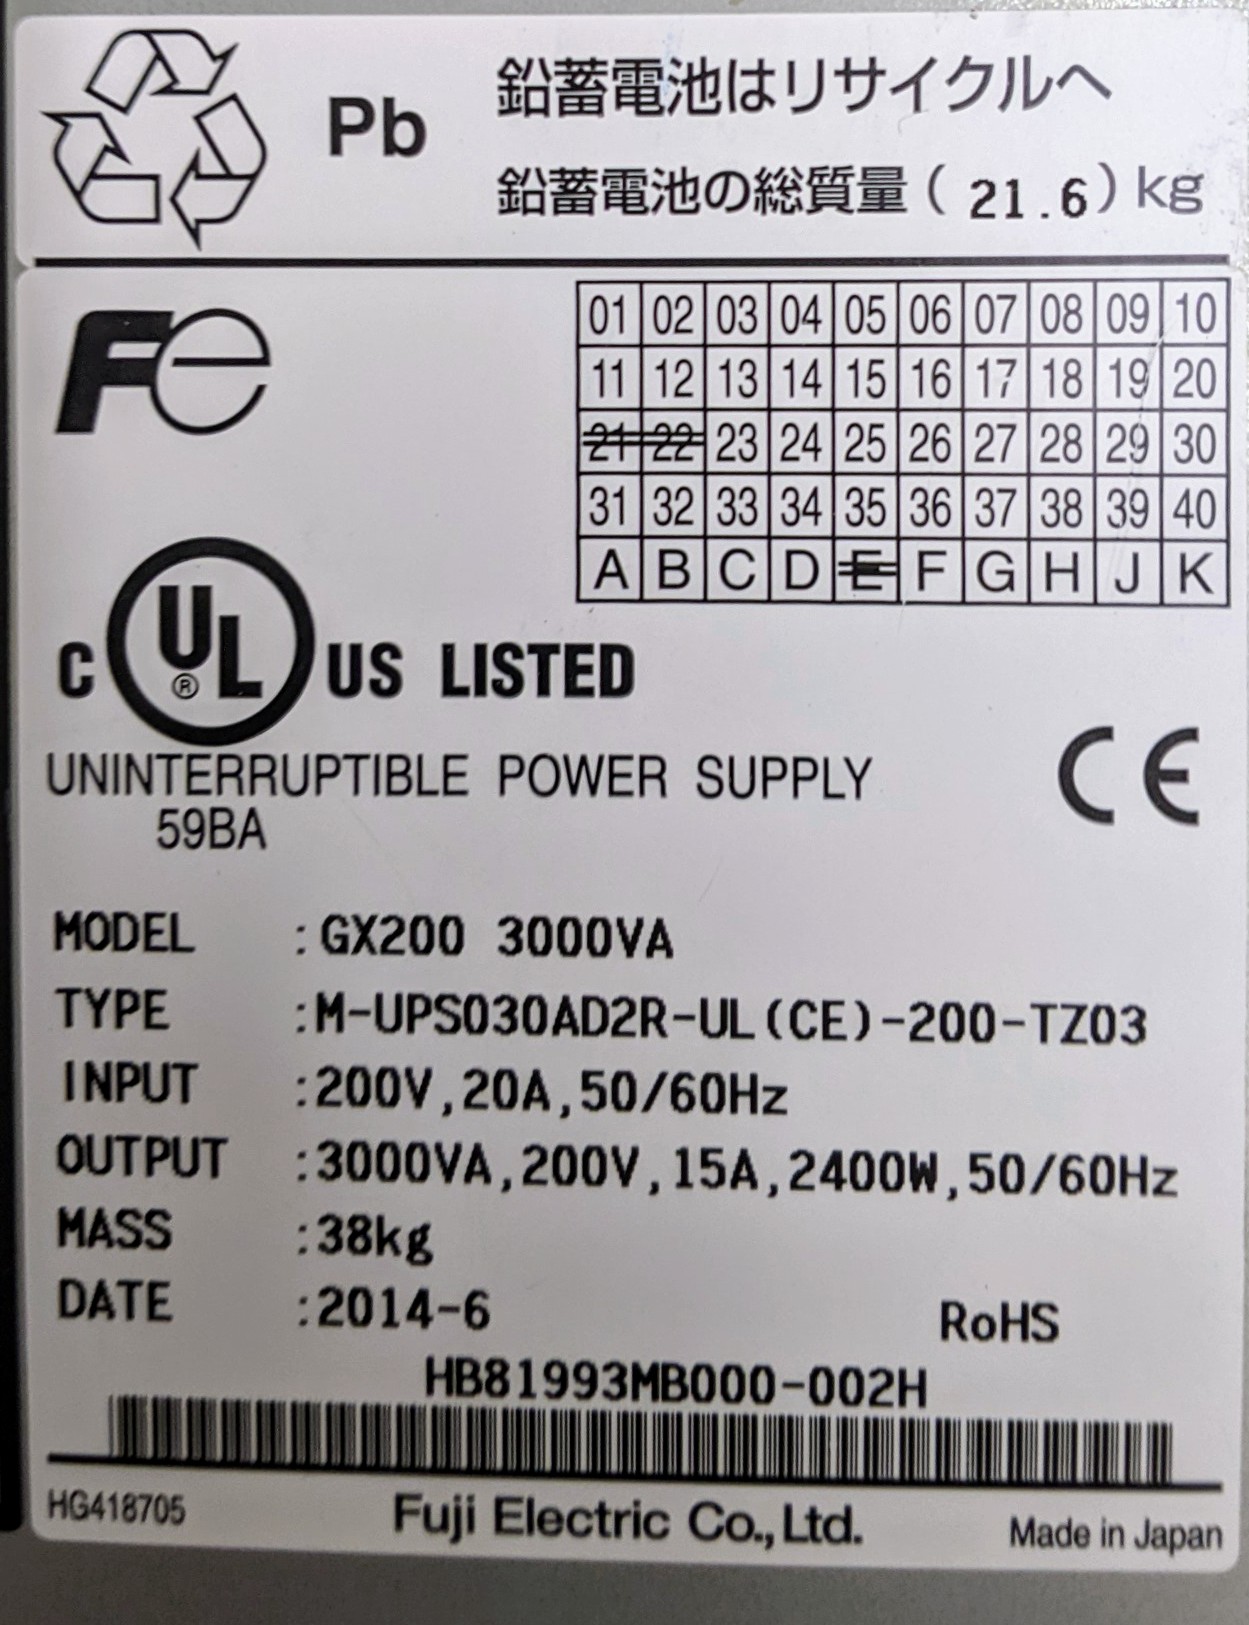 Pb
鉛蓄電池はリサイクルへ
鉛蓄電池の総質量( 21.6 )kg
Fe
01 02 03 04 05 06 07 08 09 10
11 12 13 14 15 16 17 18 19 20
21 22 23 24 25 26 27 28 29 30
31 32 33 34 35 36 37 38 39 40
A B C D E F G H J K
C UL® US LISTED
UNINTERRUPTIBLE POWER SUPPLY
59BA
CE
MODEL :GX200 3000VA
TYPE :M-UPS030AD2R-UL(CE)-200-TZ03
INPUT :200V,20A,50/60Hz
OUTPUT :3000VA,200V,15A,2400W,50/60Hz
MASS :38kg
DATE :2014-6
RoHS
HB81993MB000-002H
HG418705
Fuji Electric Co.,Ltd.
Made in Japan